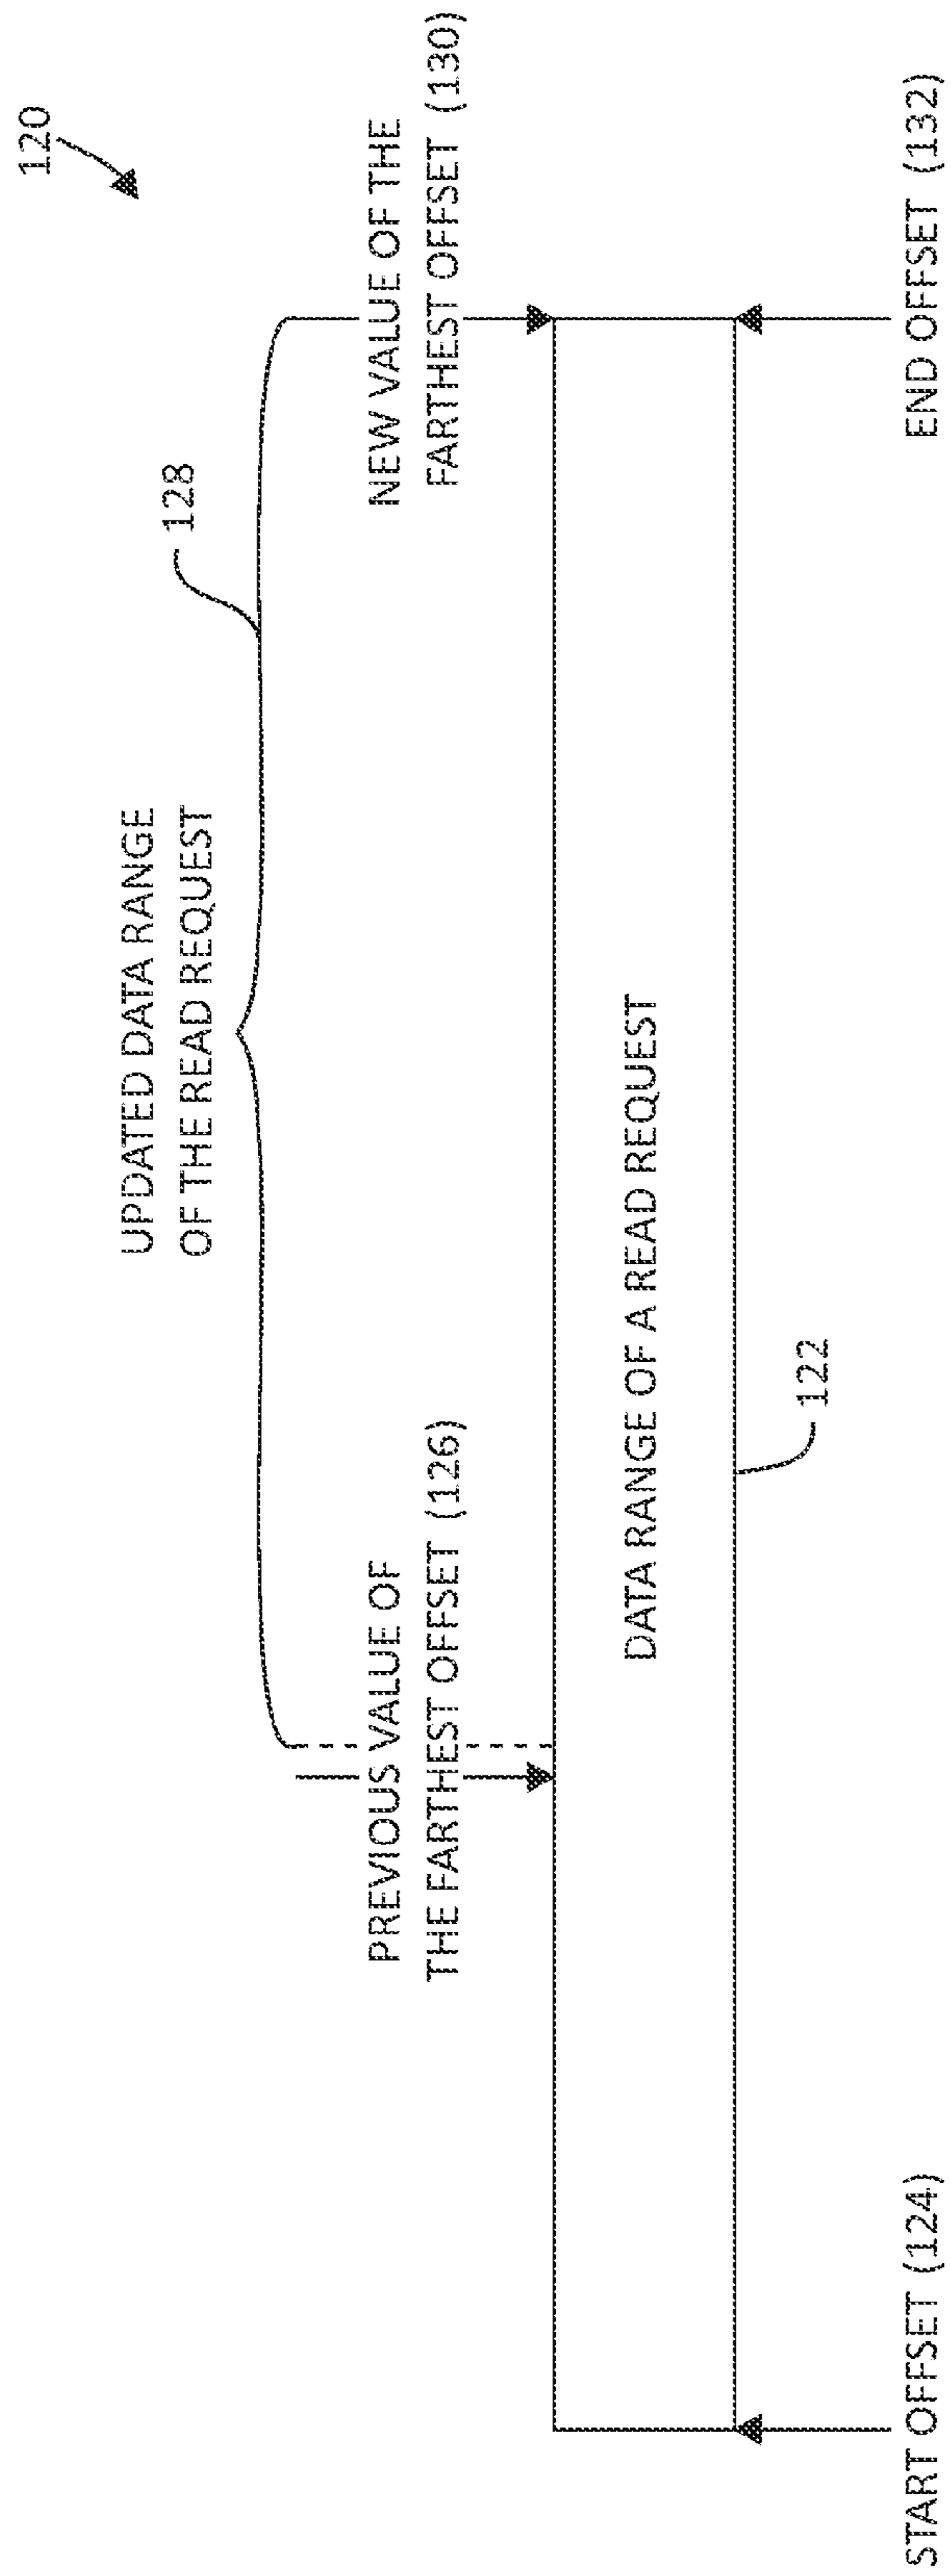 120
UPDATED DATA RANGE
OF THE READ REQUEST
128
PREVIOUS VALUE OF
THE FARTHEST OFFSET (126)
NEW VALUE OF THE
FARTHEST OFFSET (130)
DATA RANGE OF A READ REQUEST
122
START OFFSET (124)
END OFFSET (132)